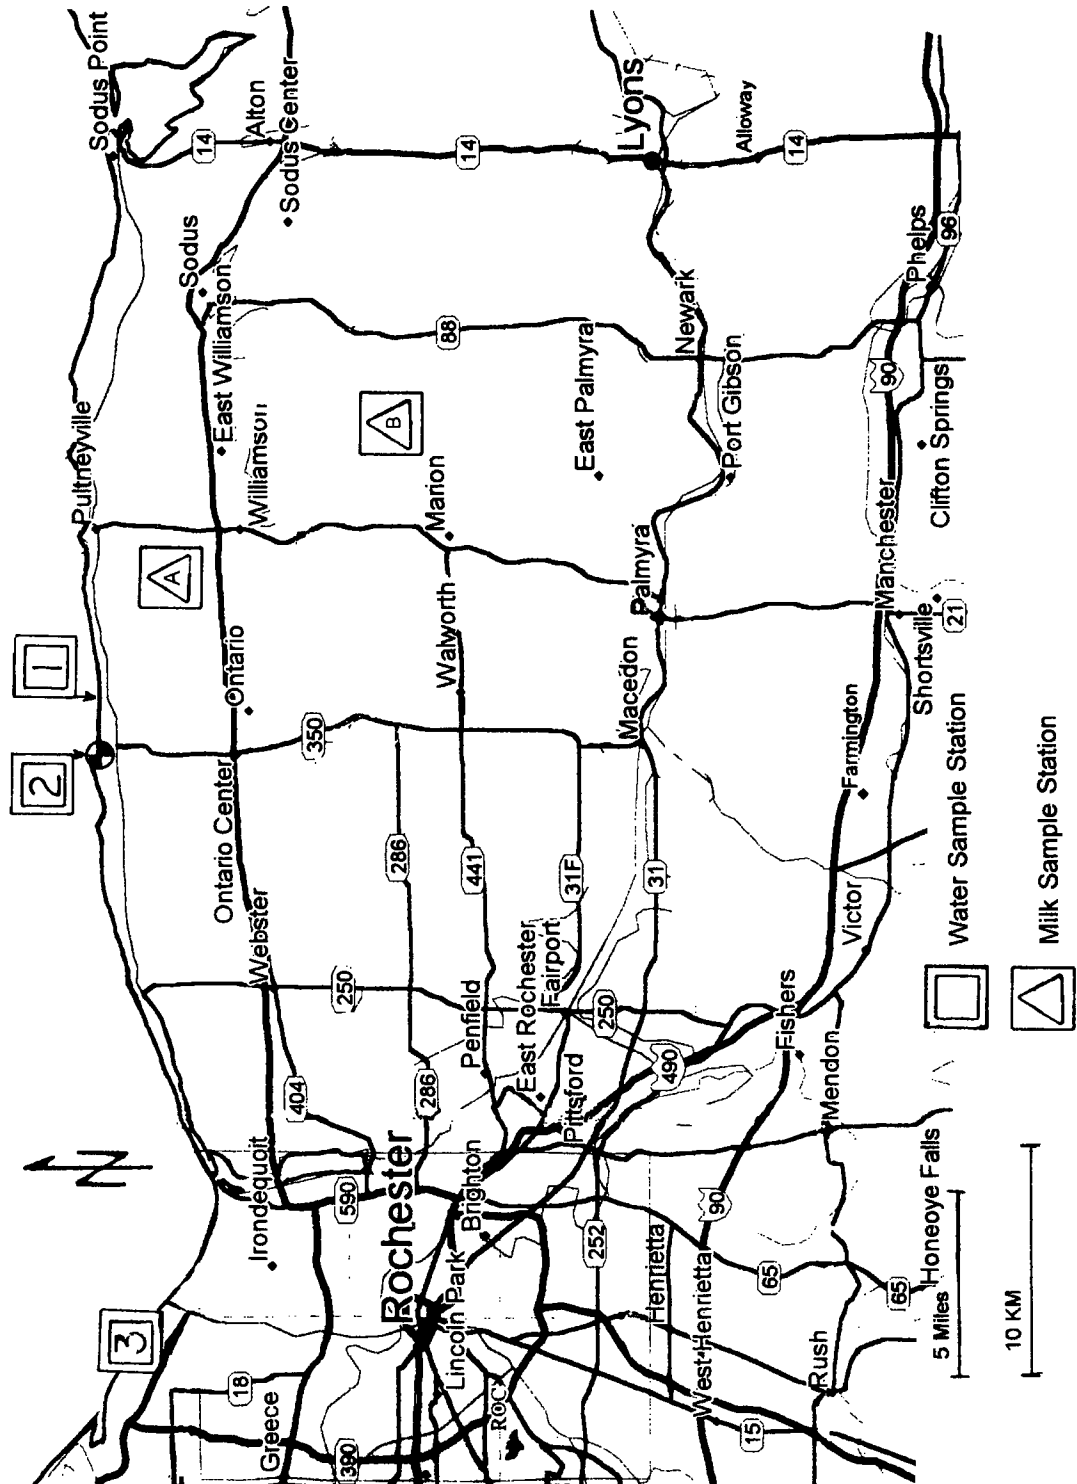 2
1
Pultneyville
Sodus Point
N
3
A
Sodus
14
Ontario Center
Ontario
East Williamson
18
Webster
Williamson
Alton
Irondequoit
Greece
Sodus Center
404
350
390
590
250
Rochester
286
B
286
Marion
Walworth
88
Lincoln Park
Brighton
Penfield
441
14
ROC
East Rochester
Fairport
31F
Pittsford
East Palmyra
252
250
Macedon
Palmyra
Lyons
Henrietta
31
490
Newark
West Henrietta
90
Port Gibson
Alloway
15
65
Fishers
14
Rush
Mendon
Victor
Farmington
Manchester
90
65
Phelps
Honeoye Falls
Shortsville
Clifton Springs
21
96
5 Miles
Water Sample Station
10 KM
Milk Sample Station